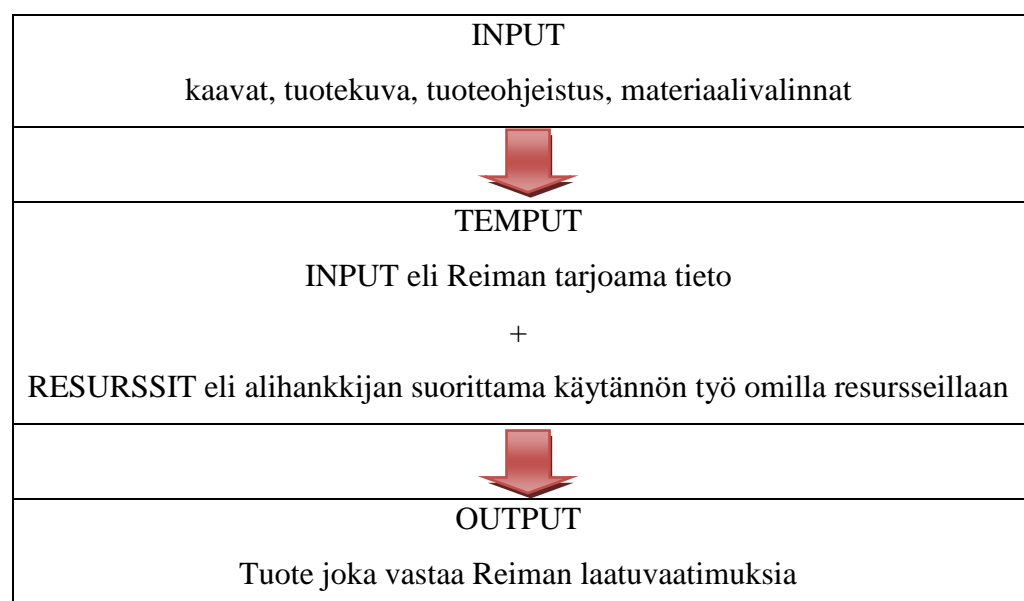 INPUT
kaavat, tuotekuva, tuoteohjeistus, materiaalivalinnat
TEMPUT
INPUT eli Reiman tarjoama tieto
+
RESURSSIT eli alihankkijan suorittama käytännön työ omilla resursseillaan
OUTPUT
Tuote joka vastaa Reiman laatuvaatimuksia